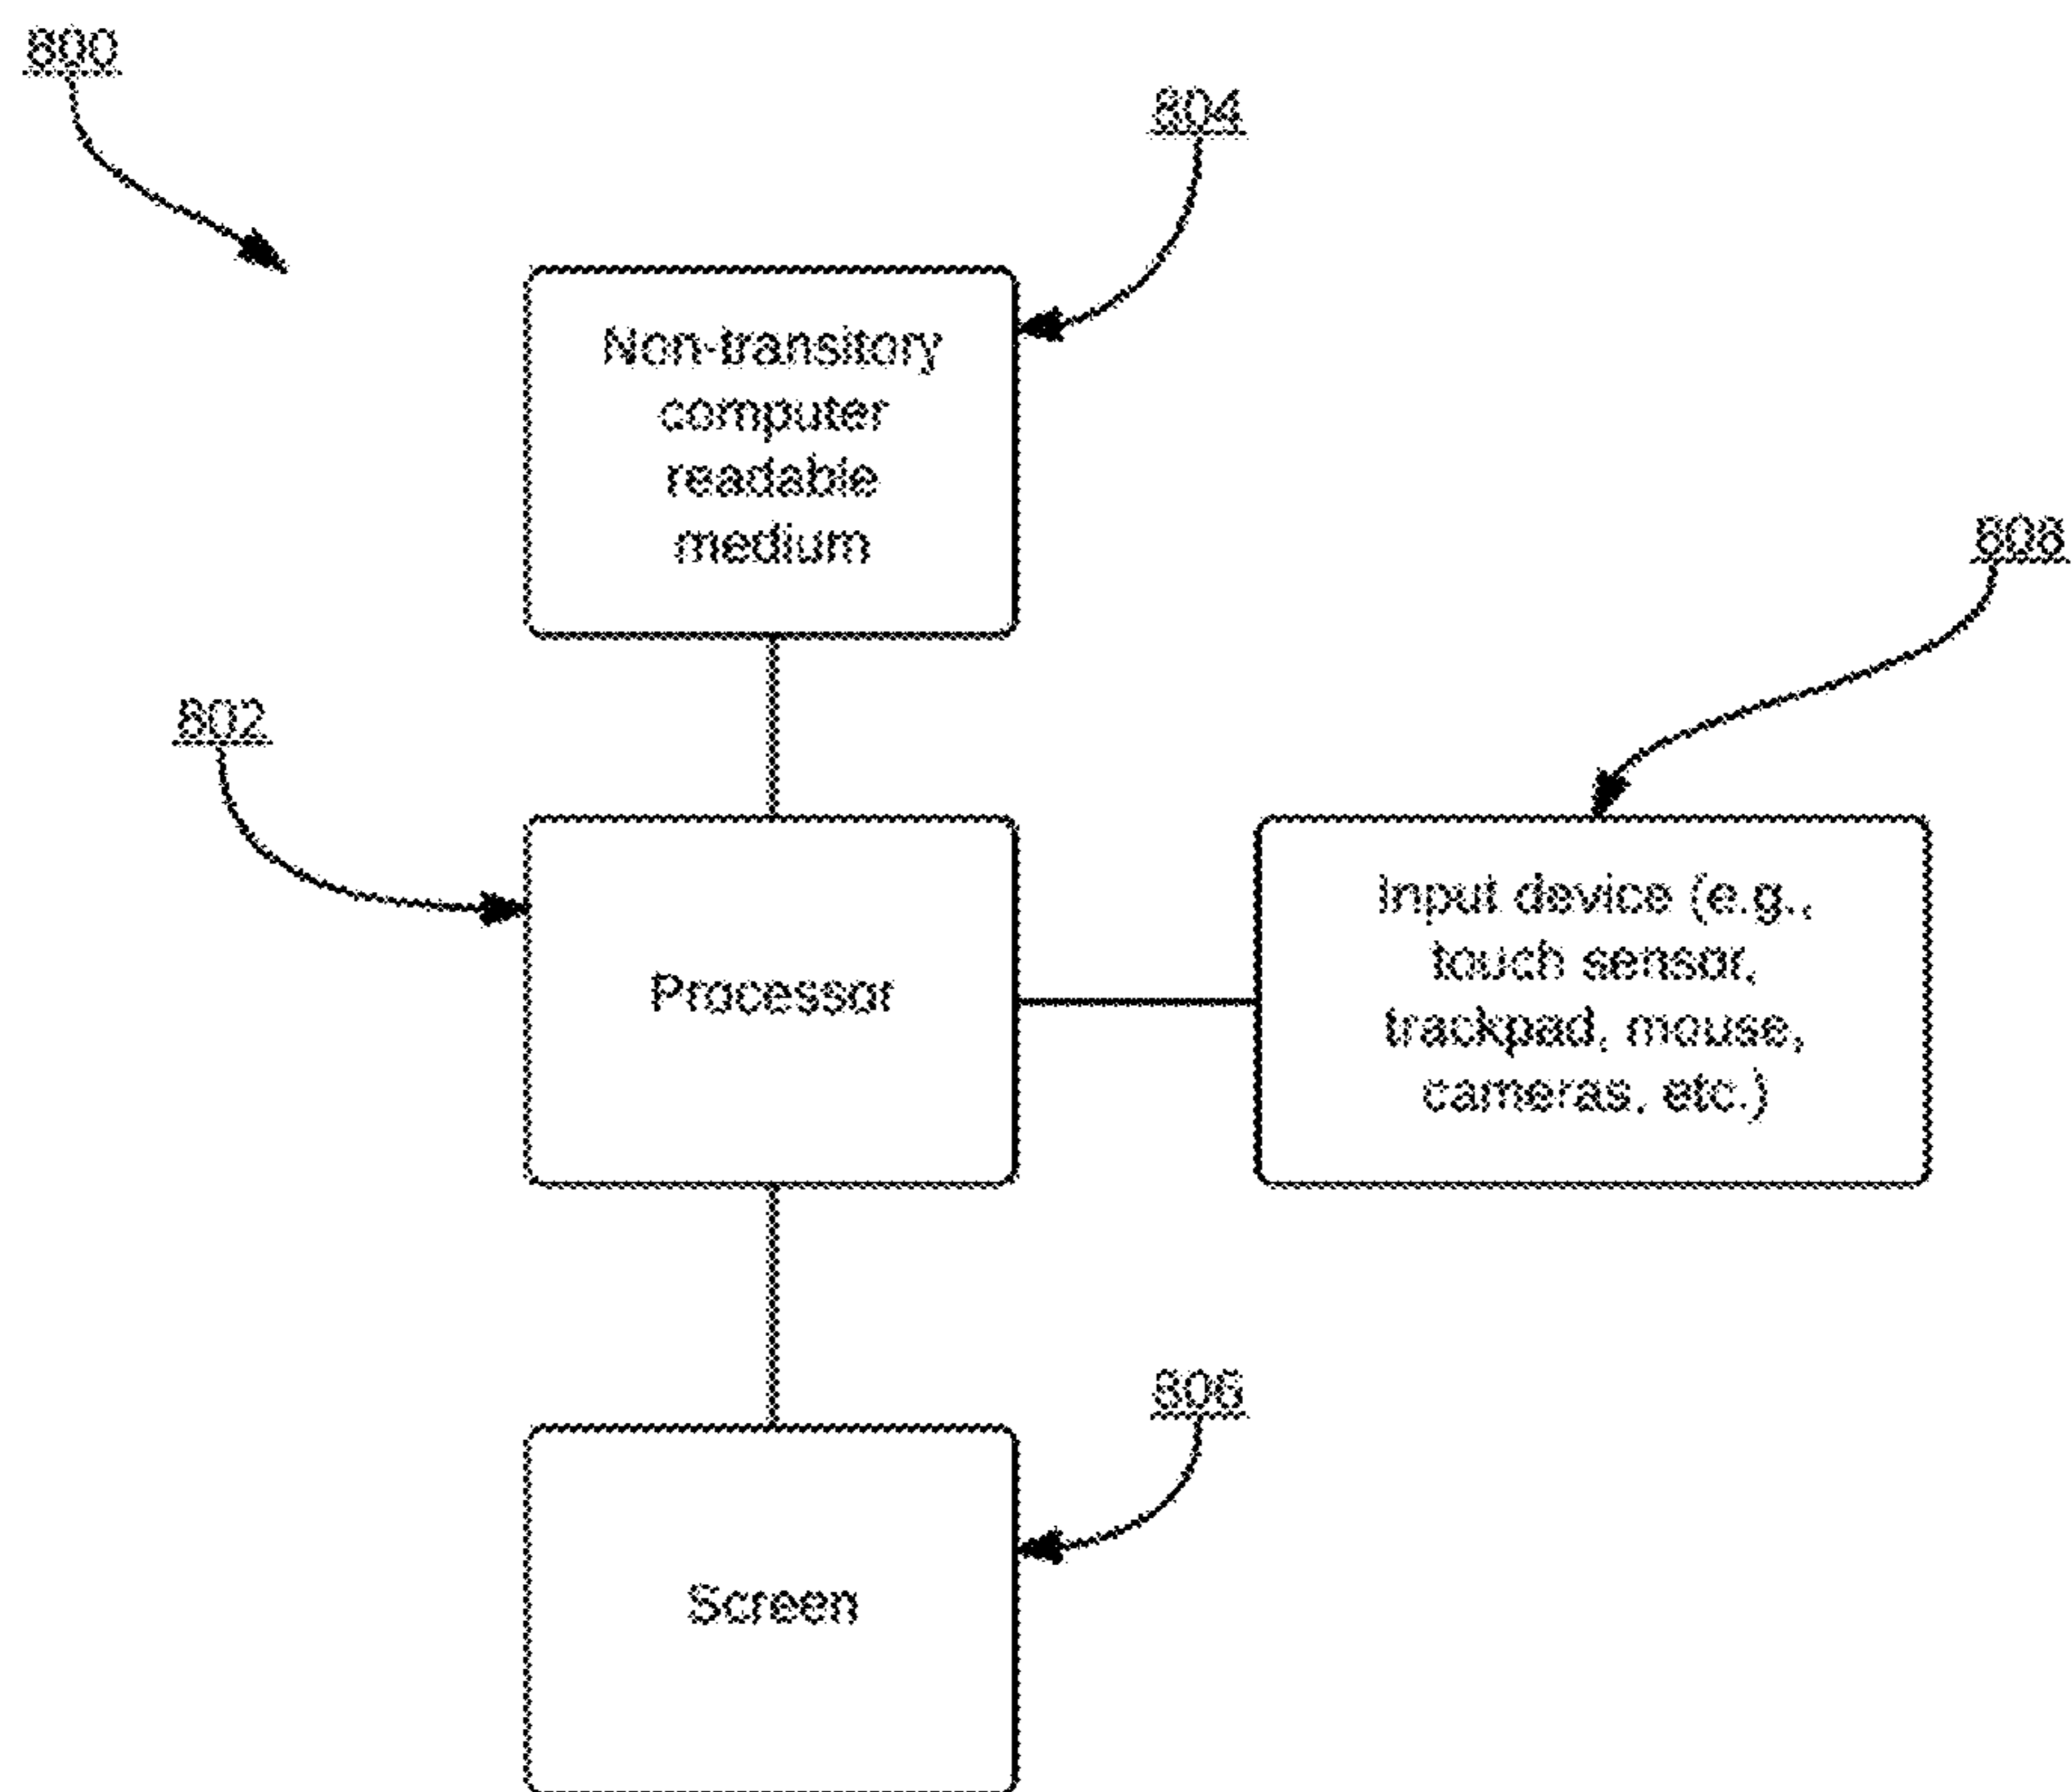 800
804
Non-transitory
computer
readable
medium
808
802
Processor
Input device (e.g.,
touch sensor,
trackpad, mouse,
cameras, etc.)
806
Screen